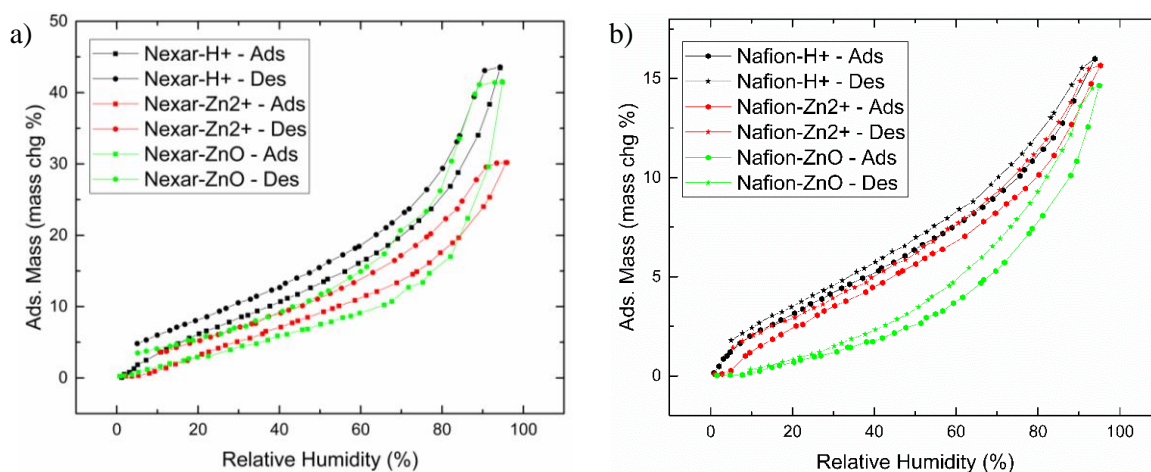 a)
Nexar-H+ - Ads
Nexar-H+ - Des
Nexar-Zn2+ - Ads
Nexar-Zn2+ - Des
Nexar-ZnO - Ads
Nexar-ZnO - Des
Ads. Mass (mass chg %)
50
40
30
20
10
0
0 20 40 60 80 100
Relative Humidity (%)
b)
Nafion-H+ - Ads
Nafion-H+ - Des
Nafion-Zn2+ - Ads
Nafion-Zn2+ - Des
Nafion-ZnO - Ads
Nafion-ZnO - Des
Ads. Mass (mass chg %)
15
10
5
0
0 20 40 60 80 100
Relative Humidity (%)